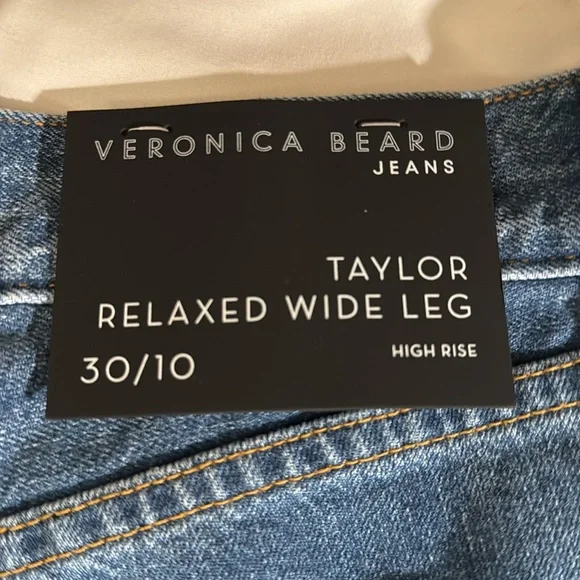 VERONICA BEARD
JEANS
TAYLOR
RELAXED WIDE LEG
30/10
HIGH RISE